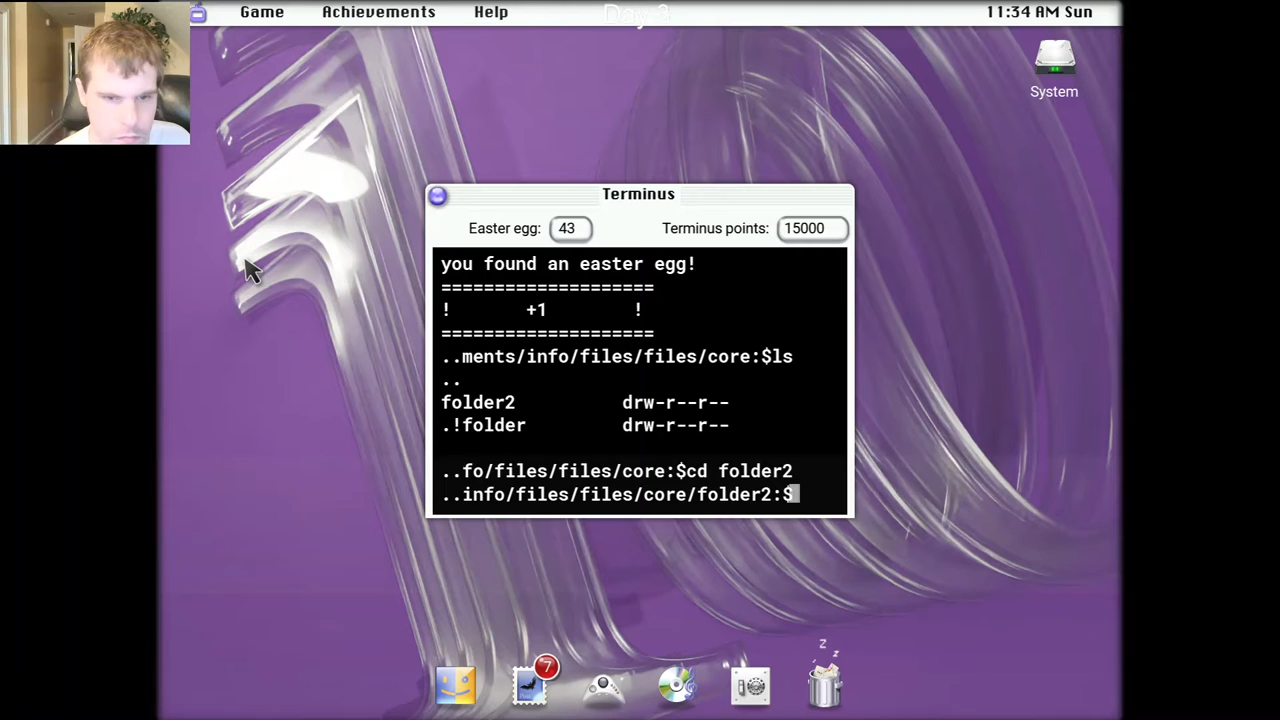 Game Achievements Help Day 3 11:34 AM Sun
System
Terminus
Easter egg: 43 Terminus points: 15000
you found an easter egg!
====================
! +1 !
====================
..ments/info/files/files/core:$ls
..
folder2 drw-r--r--
.!folder drw-r--r--
..fo/files/files/core:$cd folder2
..info/files/files/core/folder2:$
7
z
z